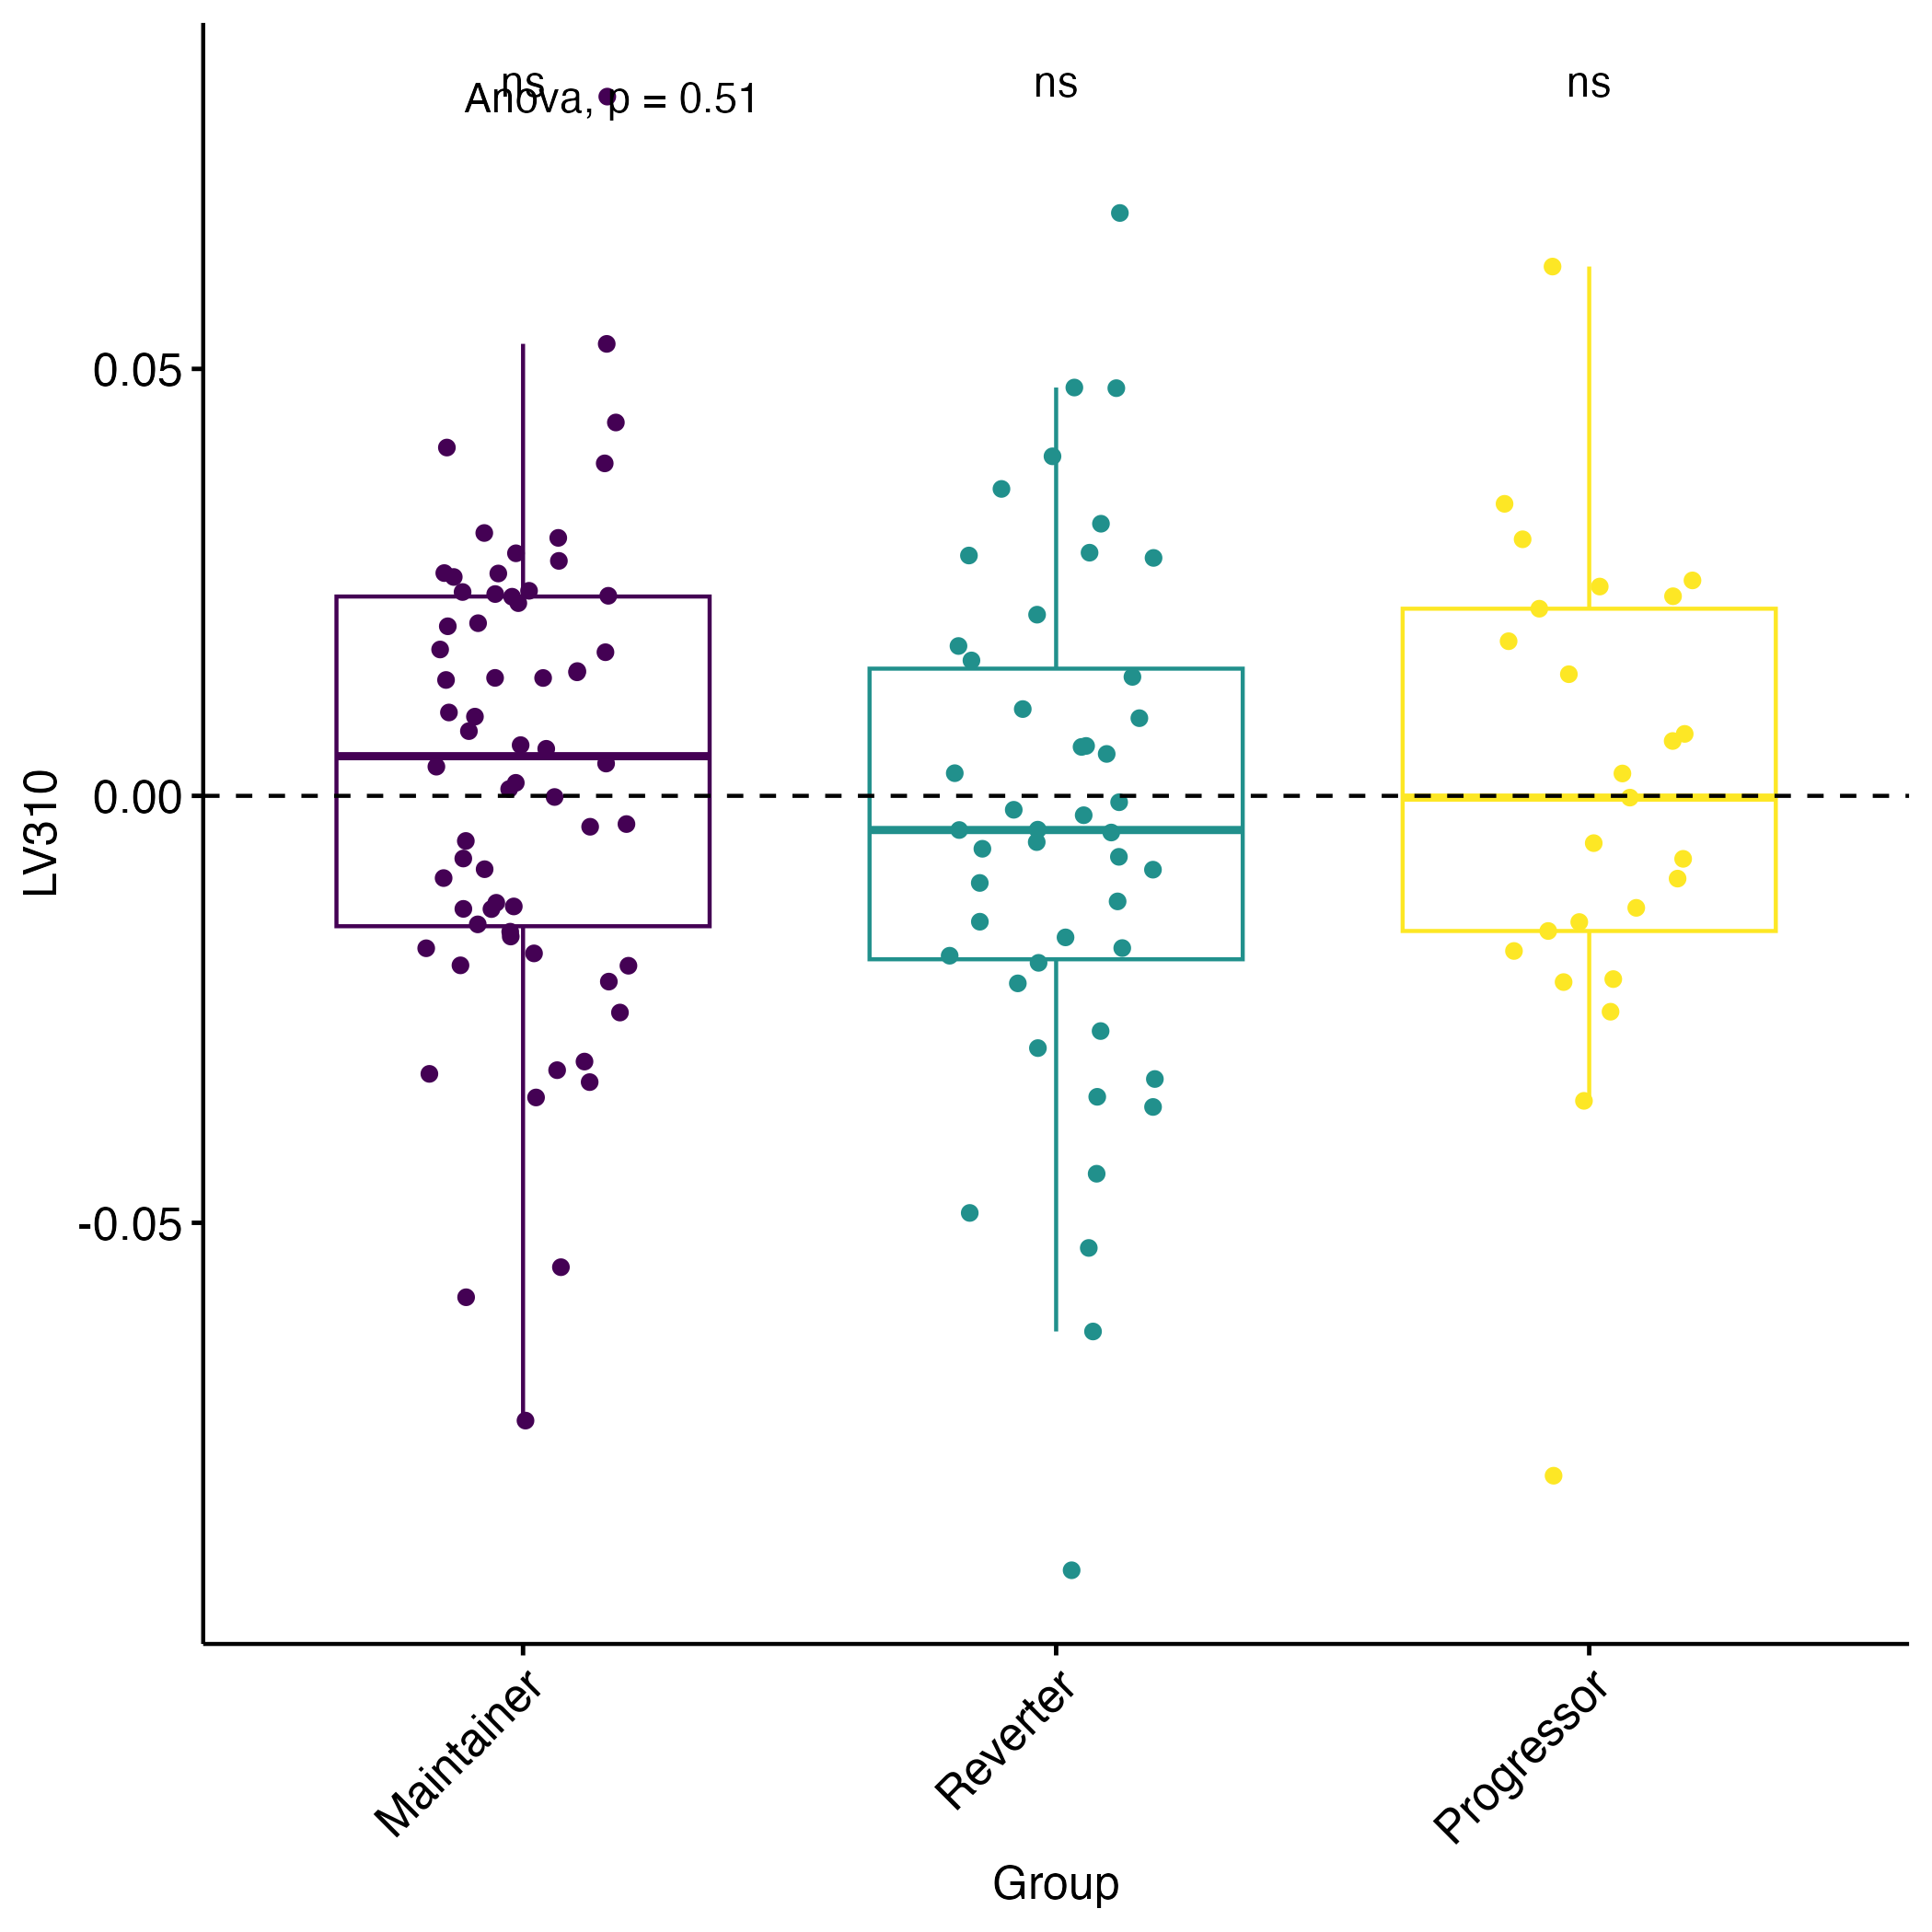 ns
ns
ns
Anova, p = 0.51
0.05
0.00
-0.05
LV310
Maintainer
Reverter
Progressor
Group